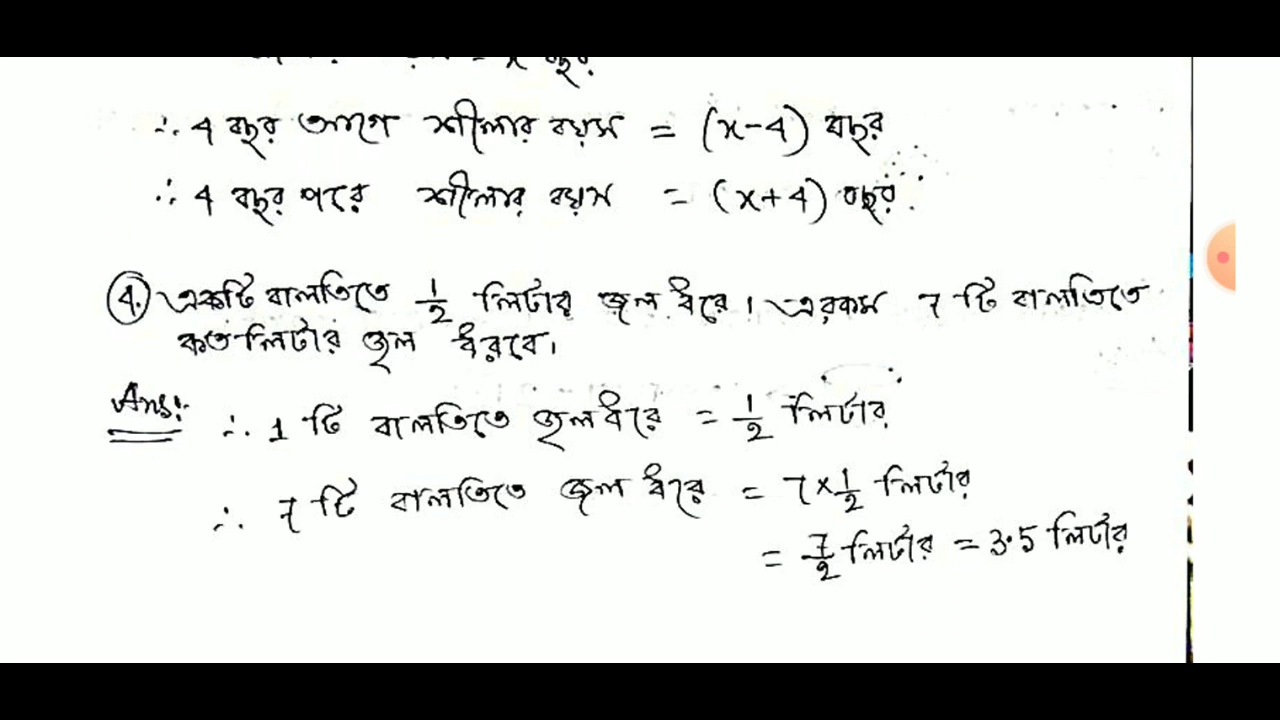 = x বছর
∴ 4 বছর আগে শীলার বয়স = (x-4) বছর
∴ 4 বছর পরে শীলার বয়স = (x+4) বছর
4. একটি বালতিতে 1/2 লিটার জল ধরে। এরকম 7 টি বালতিতে
কত লিটার জল ধরবে।
Ans: ∴ 1 টি বালতিতে জল ধরে = 1/2 লিটার
∴ 7 টি বালতিতে জল ধরে = 7 × 1/2 লিটার
= 7/2 লিটার = 3.5 লিটার